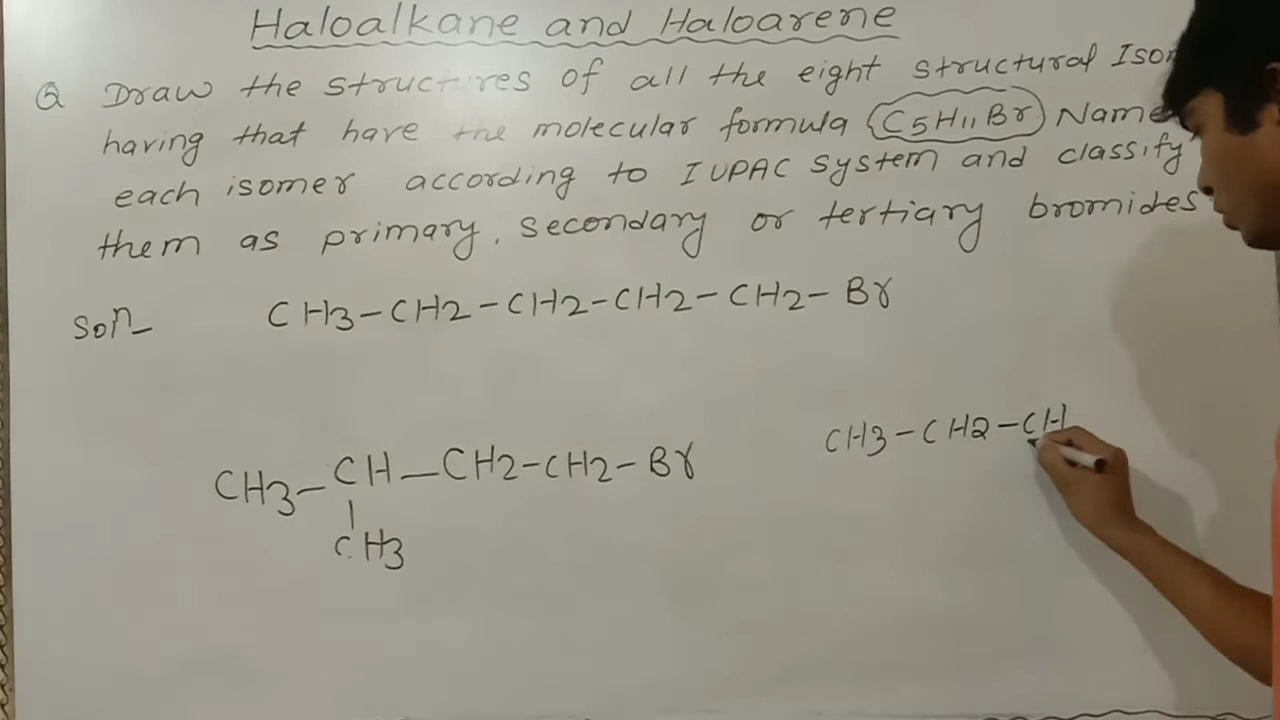 Haloalkane and Haloarene
Q Draw the structures of all the eight structural
having that have the molecular formula C5H11Br Name
each isomer according to IUPAC system and classify
them as primary, secondary or tertiary bromides
Soln CH3-CH2-CH2-CH2-CH2-Br
CH3-CH2-CH
CH3-CH-CH2-CH2-Br
|
CH3